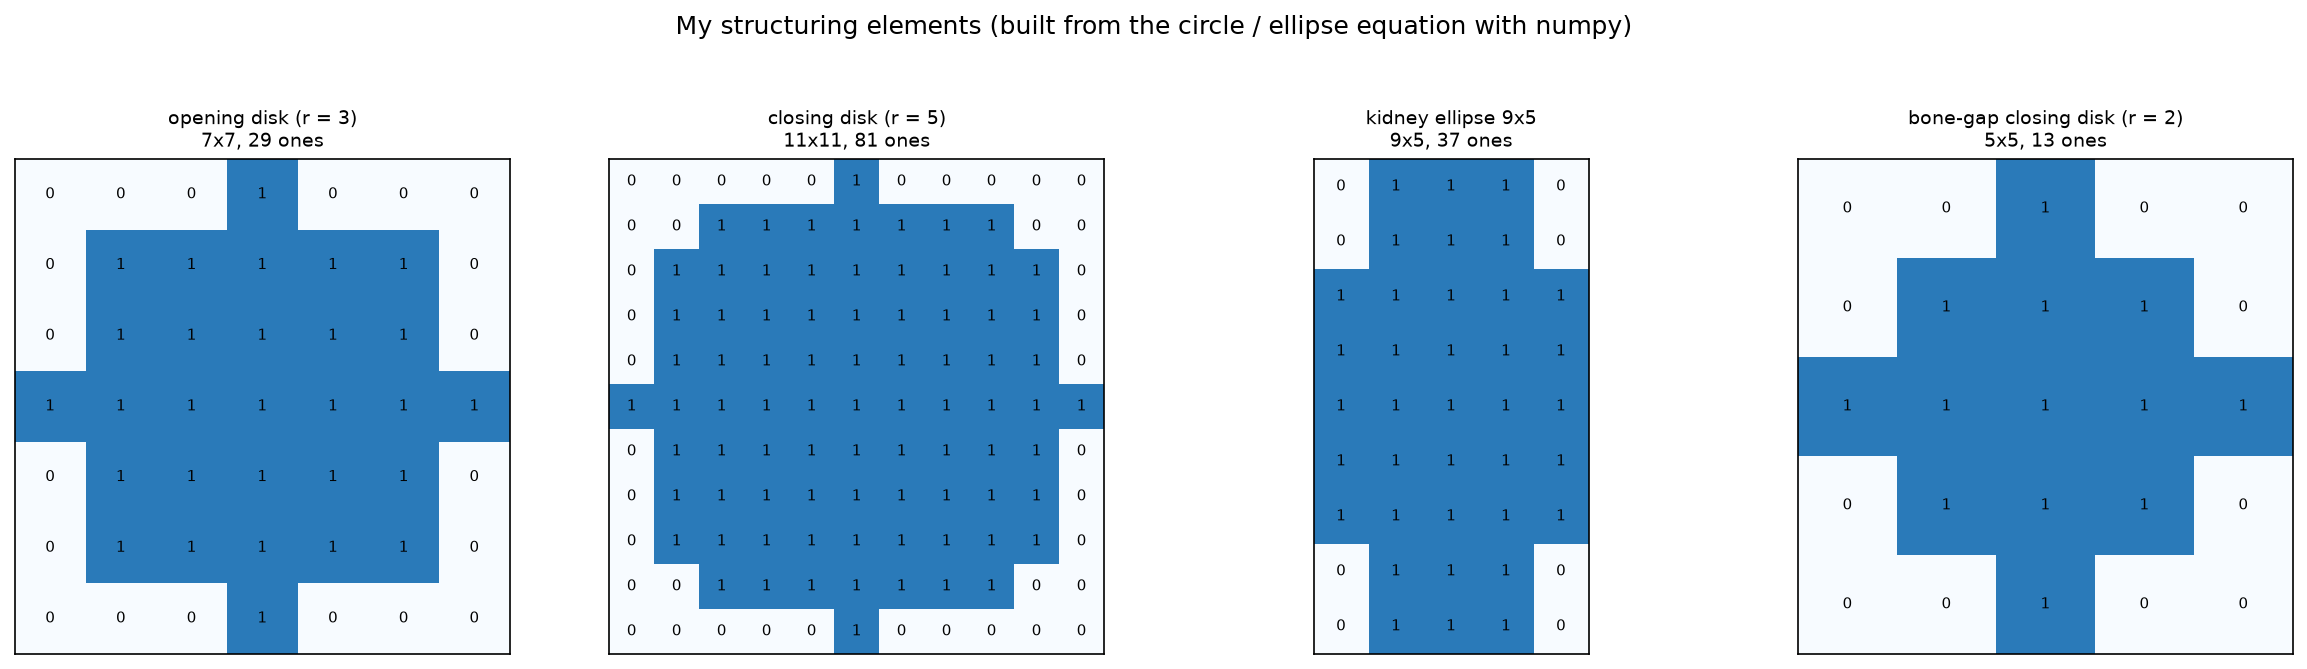 My structuring elements (built from the circle / ellipse equation with numpy)
opening disk (r = 3)
7x7, 29 ones
0 0 0 1 0 0 0
0 1 1 1 1 1 0
0 1 1 1 1 1 0
1 1 1 1 1 1 1
0 1 1 1 1 1 0
0 1 1 1 1 1 0
0 0 0 1 0 0 0
closing disk (r = 5)
11x11, 81 ones
0 0 0 0 0 1 0 0 0 0 0
0 0 1 1 1 1 1 1 1 0 0
0 1 1 1 1 1 1 1 1 1 0
0 1 1 1 1 1 1 1 1 1 0
0 1 1 1 1 1 1 1 1 1 0
1 1 1 1 1 1 1 1 1 1 1
0 1 1 1 1 1 1 1 1 1 0
0 1 1 1 1 1 1 1 1 1 0
0 1 1 1 1 1 1 1 1 1 0
0 0 1 1 1 1 1 1 1 0 0
0 0 0 0 0 1 0 0 0 0 0
kidney ellipse 9x5
9x5, 37 ones
0 1 1 1 0
0 1 1 1 0
1 1 1 1 1
1 1 1 1 1
1 1 1 1 1
1 1 1 1 1
1 1 1 1 1
0 1 1 1 0
0 1 1 1 0
bone-gap closing disk (r = 2)
5x5, 13 ones
0 0 1 0 0
0 1 1 1 0
1 1 1 1 1
0 1 1 1 0
0 0 1 0 0